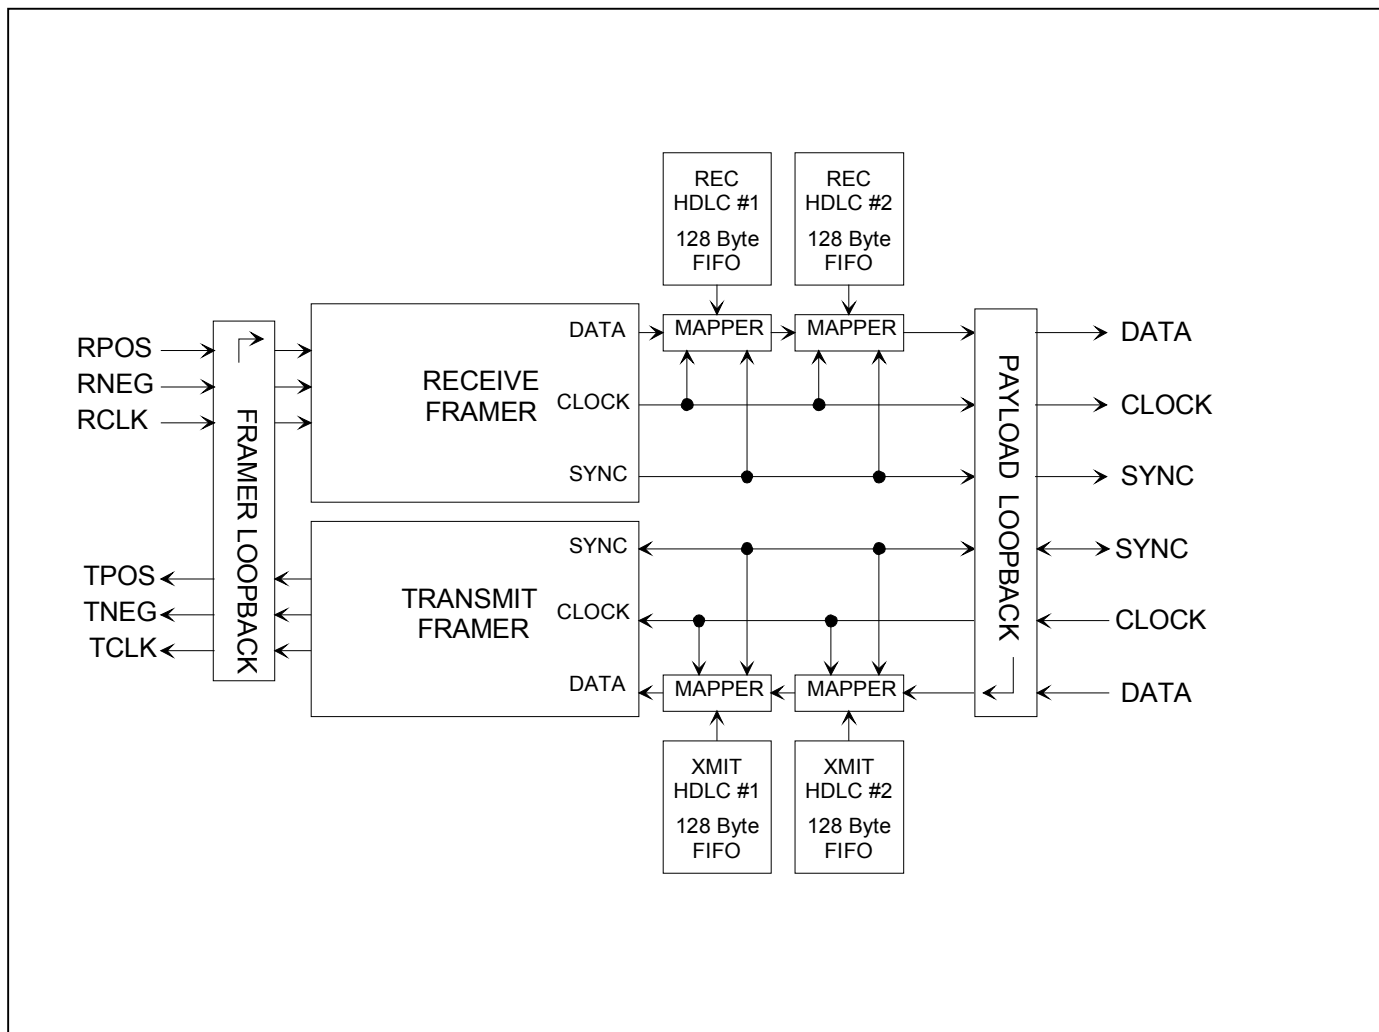 REC
HDLC #1
128 Byte
FIFO
REC
HDLC #2
128 Byte
FIFO
RPOS
RNEG
RCLK
FRAMER LOOPBACK
RECEIVE
FRAMER
DATA
CLOCK
SYNC
MAPPER
MAPPER
PAYLOAD LOOPBACK
DATA
CLOCK
SYNC
TPOS
TNEG
TCLK
TRANSMIT
FRAMER
SYNC
CLOCK
DATA
MAPPER
MAPPER
SYNC
CLOCK
DATA
XMIT
HDLC #1
128 Byte
FIFO
XMIT
HDLC #2
128 Byte
FIFO